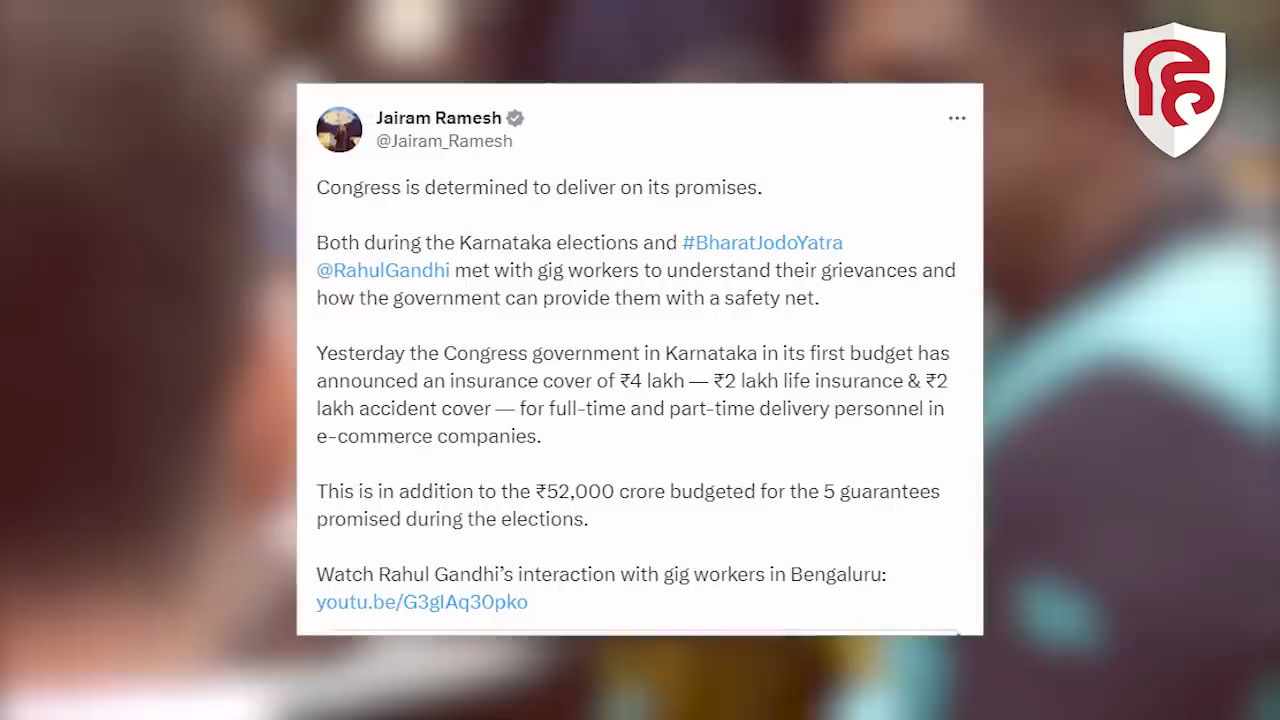 Jairam Ramesh
@Jairam_Ramesh
Congress is determined to deliver on its promises.
Both during the Karnataka elections and #BharatJodoYatra
@RahulGandhi met with gig workers to understand their grievances and
how the government can provide them with a safety net.
Yesterday the Congress government in Karnataka in its first budget has
announced an insurance cover of ₹4 lakh — ₹2 lakh life insurance & ₹2
lakh accident cover — for full-time and part-time delivery personnel in
e-commerce companies.
This is in addition to the ₹52,000 crore budgeted for the 5 guarantees
promised during the elections.
Watch Rahul Gandhi’s interaction with gig workers in Bengaluru:
youtu.be/G3glAq30pko